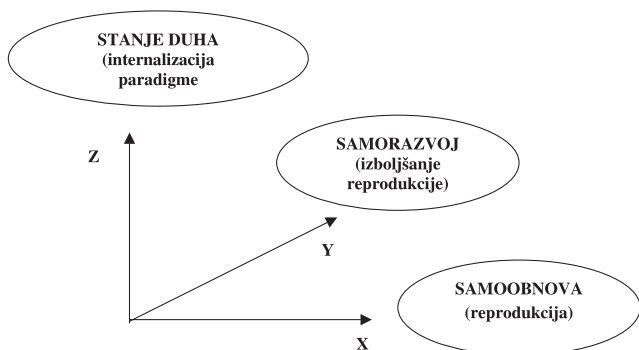 STANJE DUHA
(internalizacija
paradigme
Z
SAMORAZVOJ
(izboljšanje
reprodukcije)
Y
SAMOOBNOVA
(reprodukcija)
X